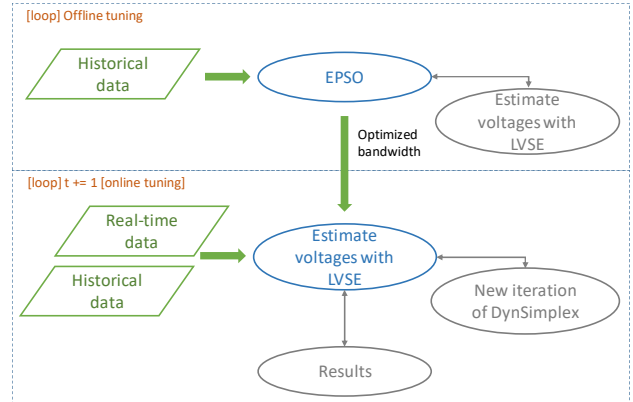 [loop] Offline tuning
Historical
data
EPSO
Estimate
voltages with
LVSE
Optimized
bandwidth
[loop] t += 1 [online tuning]
Real-time
data
Historical
data
Estimate
voltages with
LVSE
New iteration
of DynSimplex
Results